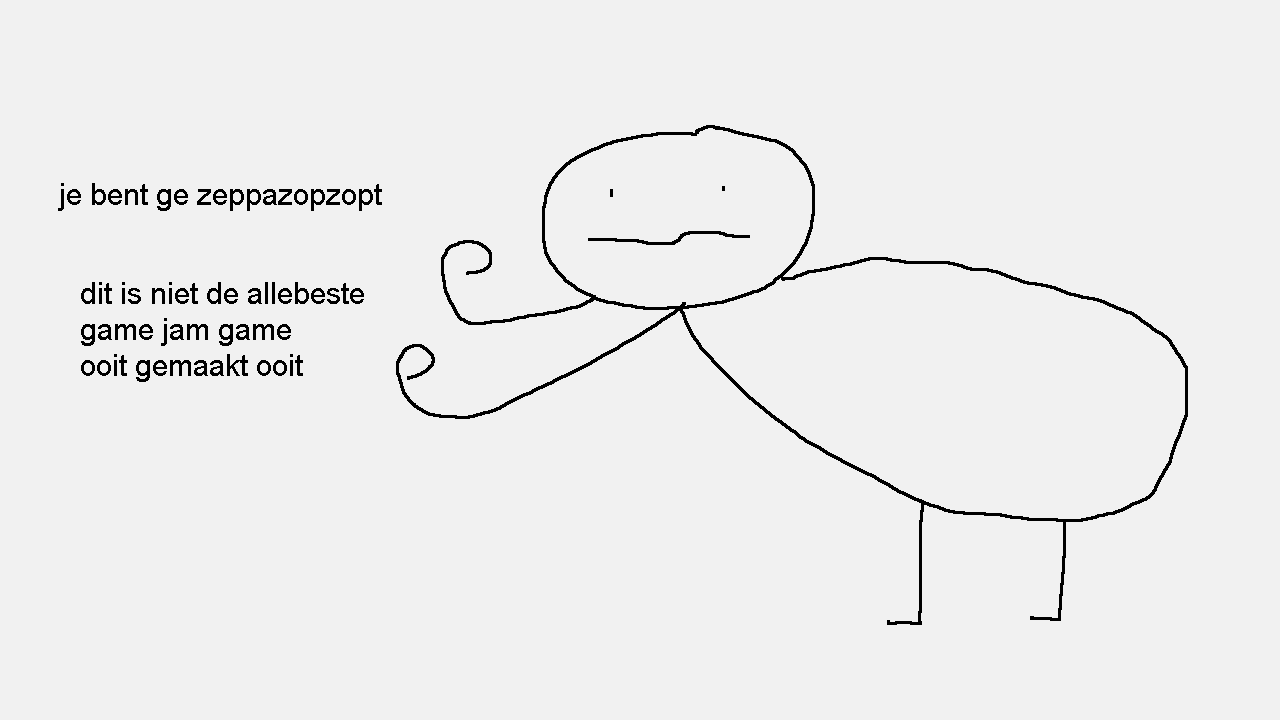 je bent ge zeppazopzopt
dit is niet de allebeste
game jam game
ooit gemaakt ooit